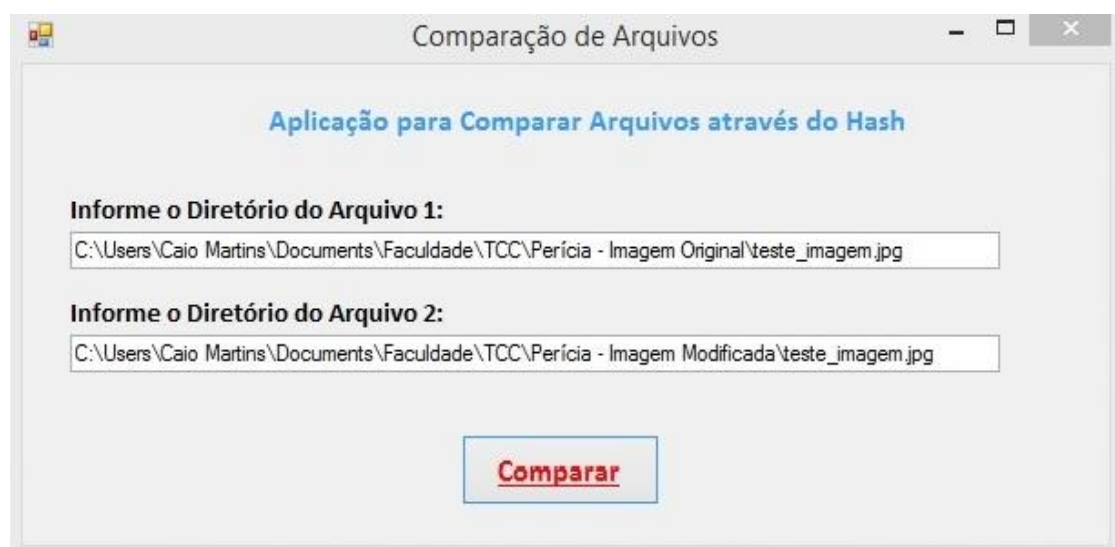 Comparação de Arquivos
Aplicação para Comparar Arquivos através do Hash
Informe o Diretório do Arquivo 1:
C:\Users\Caio Martins\Documents\Faculdade\TCC\Perícia - Imagem Original\teste_imagem.jpg
Informe o Diretório do Arquivo 2:
C:\Users\Caio Martins\Documents\Faculdade\TCC\Perícia - Imagem Modificada\teste_imagem.jpg
Comparar